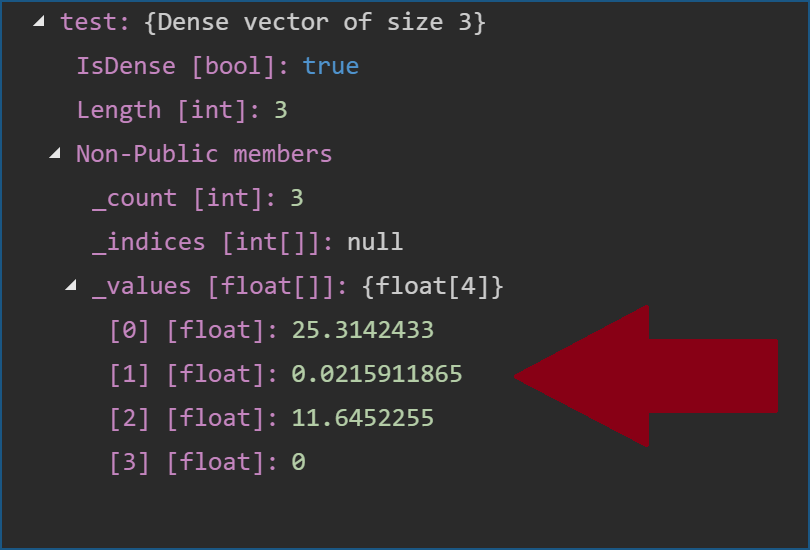 test: {Dense vector of size 3}
IsDense [bool]: true
Length [int]: 3
Non-Public members
_count [int]: 3
_indices [int[]]: null
_values [float[]]: {float[4]}
[0] [float]: 25.3142433
[1] [float]: 0.0215911865
[2] [float]: 11.6452255
[3] [float]: 0